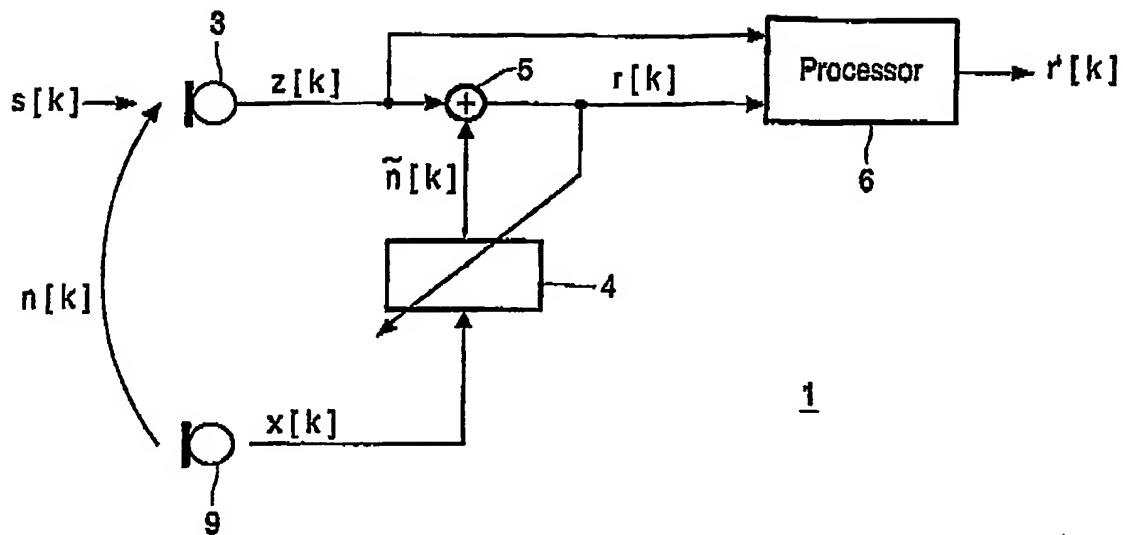 3
s[k]
z[k]
+
5
r[k]
Processor
r'[k]
6
ñ[k]
n[k]
4
x[k]
1
9